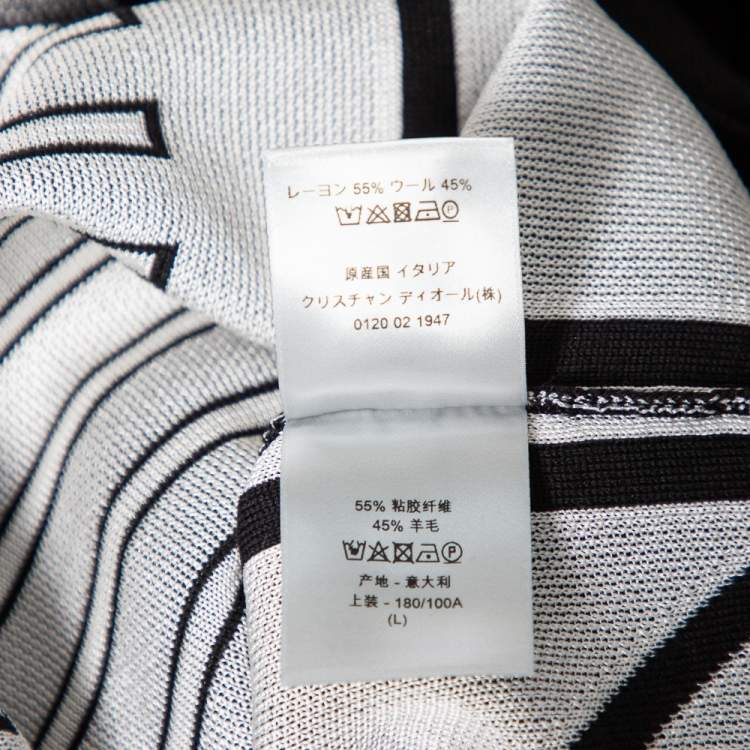 レーヨン 55% ウール 45%
原産国 イタリア
クリスチャン ディオール(株)
0120 02 1947
55% 粘胶纤维
45% 羊毛
产地 - 意大利
上装 - 180/100A
(L)